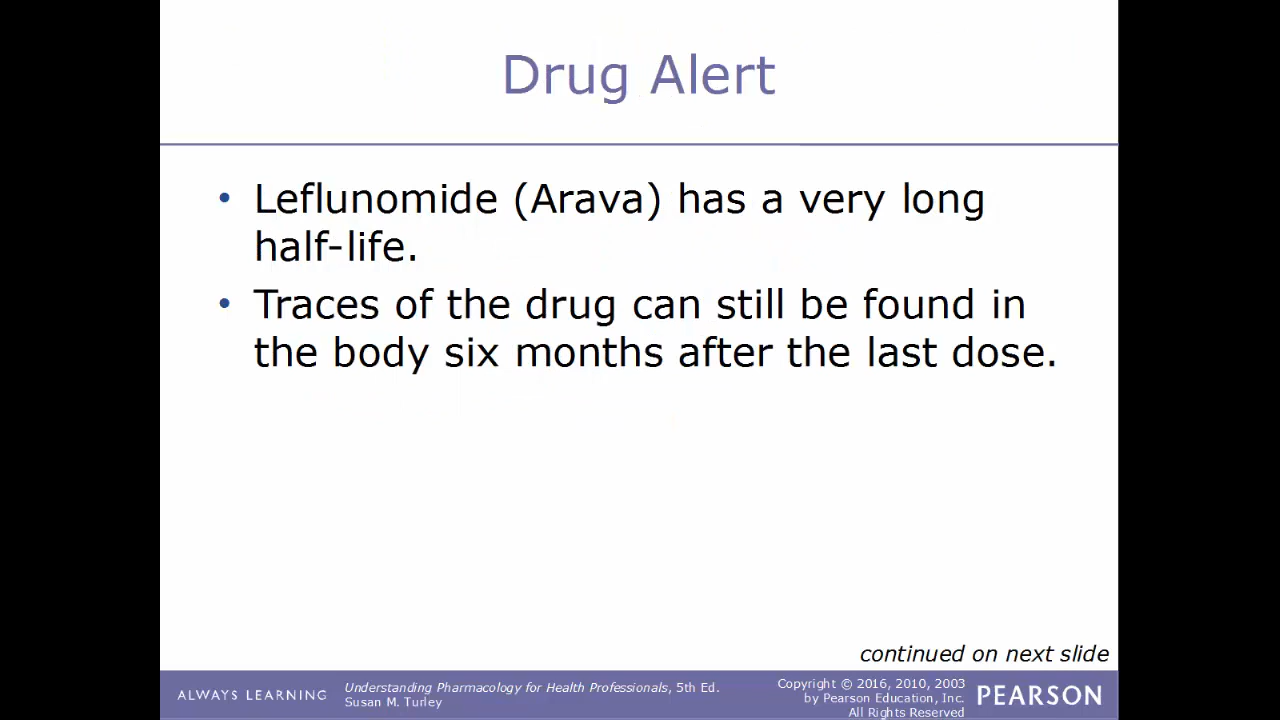 Drug Alert
• Leflunomide (Arava) has a very long
half-life.
• Traces of the drug can still be found in
the body six months after the last dose.
continued on next slide
ALWAYS LEARNING
Understanding Pharmacology for Health Professionals, 5th Ed.
Susan M. Turley
Copyright © 2016, 2010, 2003
by Pearson Education, Inc.
All Rights Reserved
PEARSON